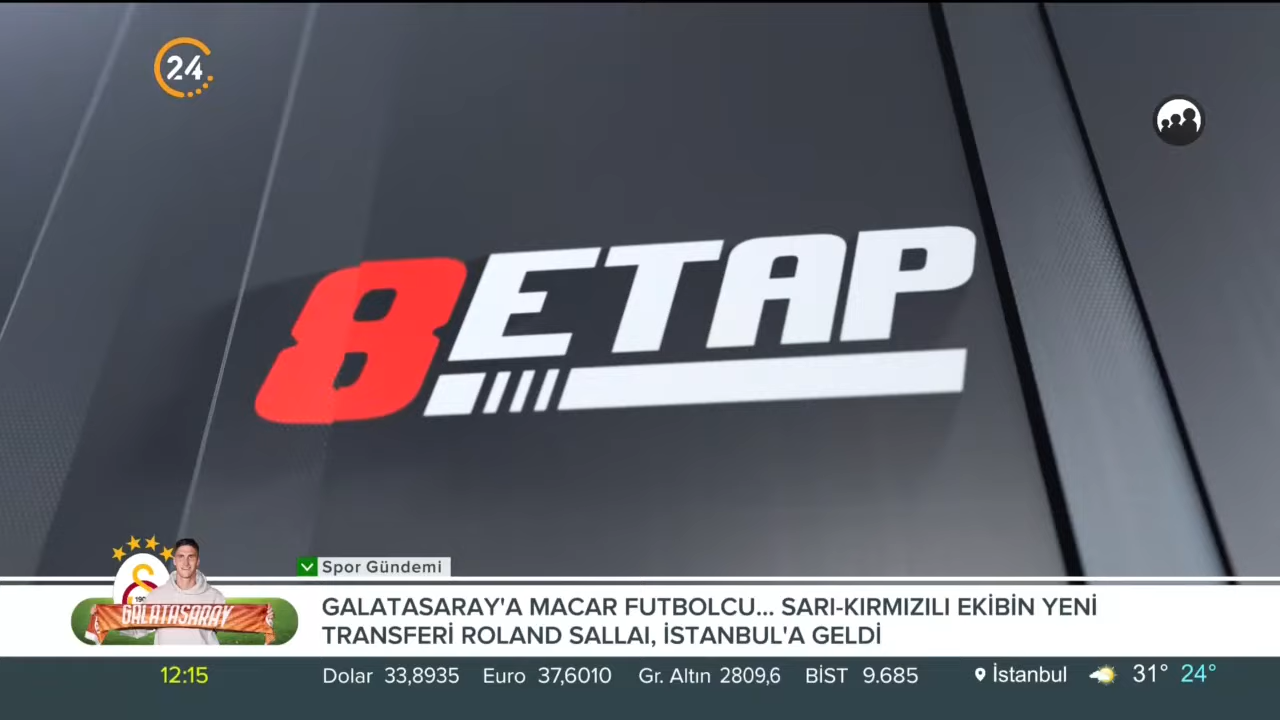 24
8ETAP
Spor Gündemi
GALATASARAY
GALATASARAY'A MACAR FUTBOLCU... SARI-KIRMIZILI EKİBİN YENİ
TRANSFERİ ROLAND SALLAI, İSTANBUL'A GELDİ
12:15 Dolar 33,8935 Euro 37,6010 Gr. Altın 2809,6 BİST 9.685 İstanbul 31° 24°